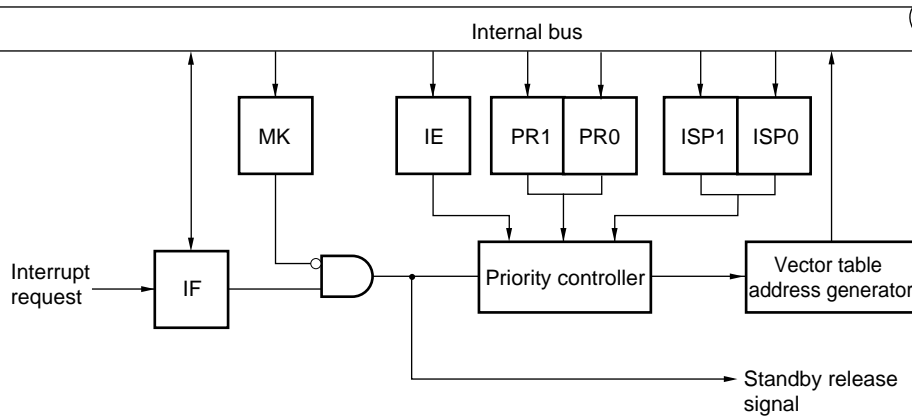 Internal bus
MK
IE
PR1
PR0
ISP1
ISP0
Interrupt
request
IF
Priority controller
Vector table
address generator
Standby release
signal